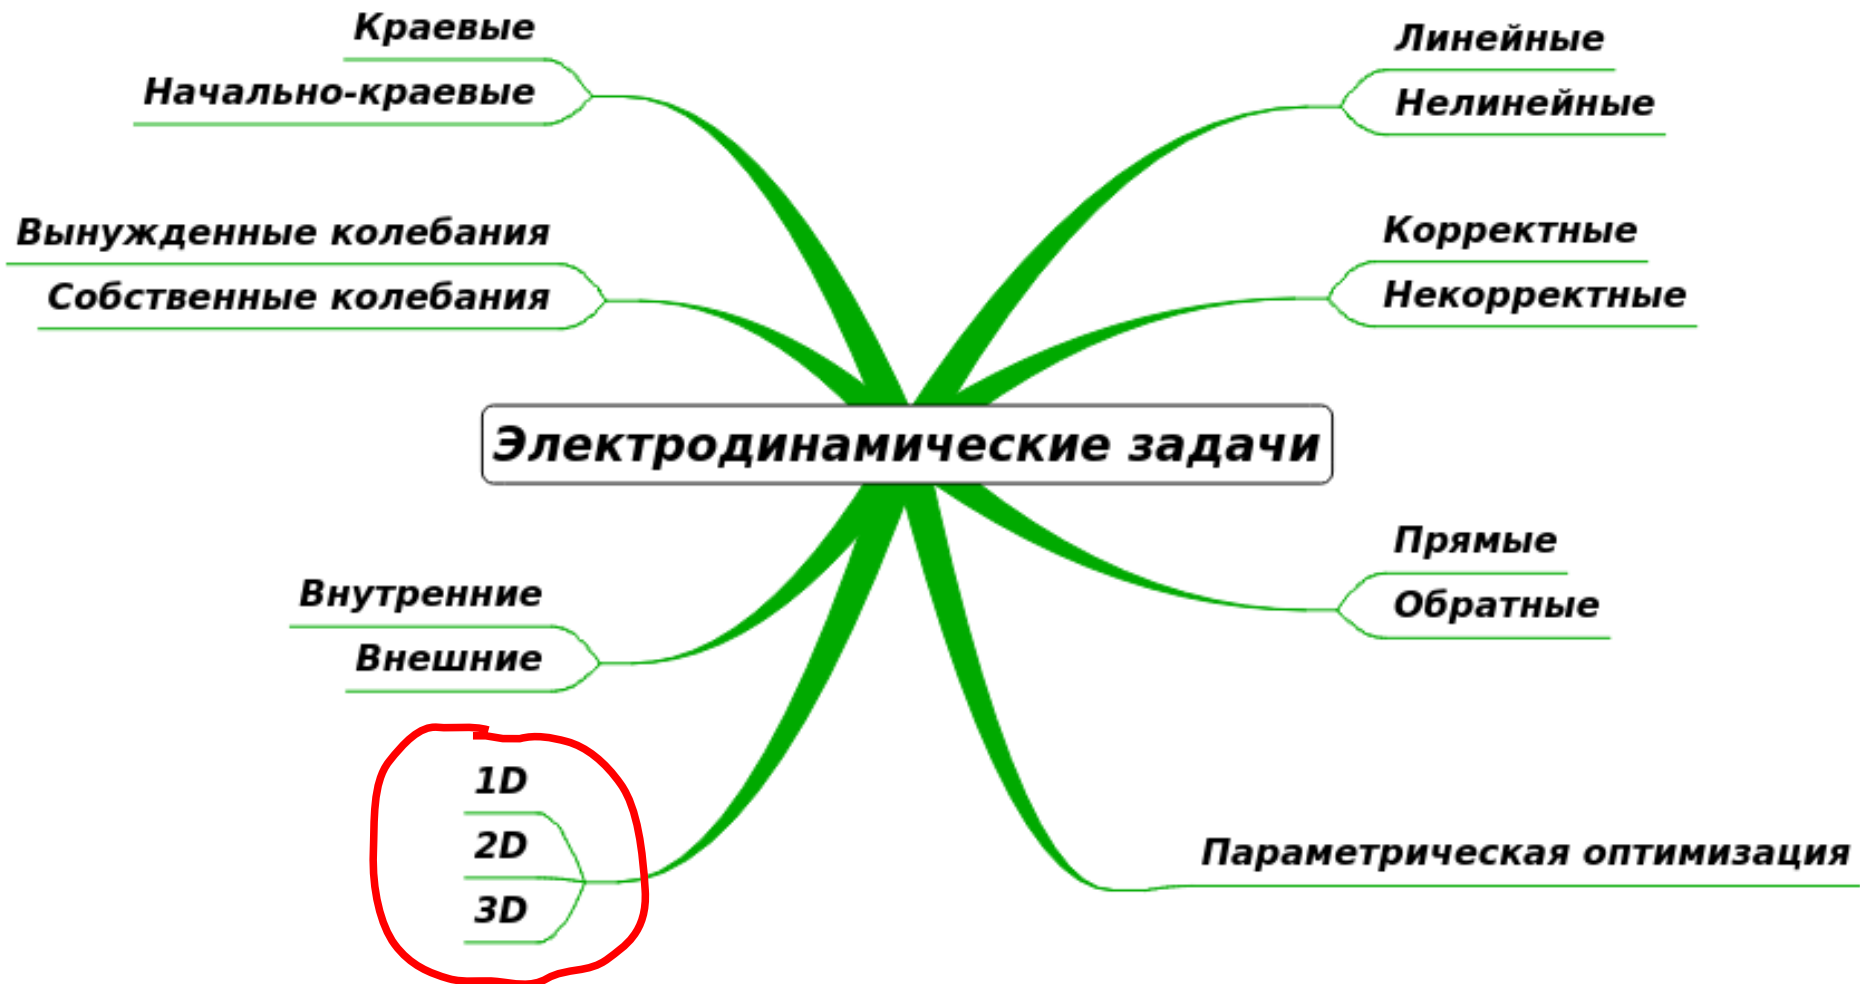 Краевые
Начально-краевые
Вынужденные колебания
Собственные колебания
Линейные
Нелинейные
Корректные
Некорректные
Электродинамические задачи
Внутренние
Внешние
1D
2D
3D
Прямые
Обратные
Параметрическая оптимизация